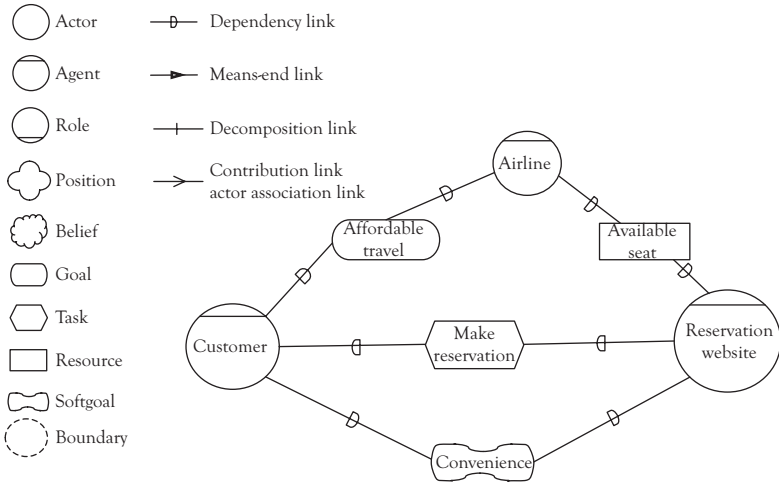 Actor
Dependency link
Agent
Means-end link
Role
Decomposition link
Position
Contribution link
actor association link
Belief
Goal
Task
Resource
Softgoal
Boundary
Airline
Affordable
travel
Available
seat
Customer
Make
reservation
Reservation
website
Convenience